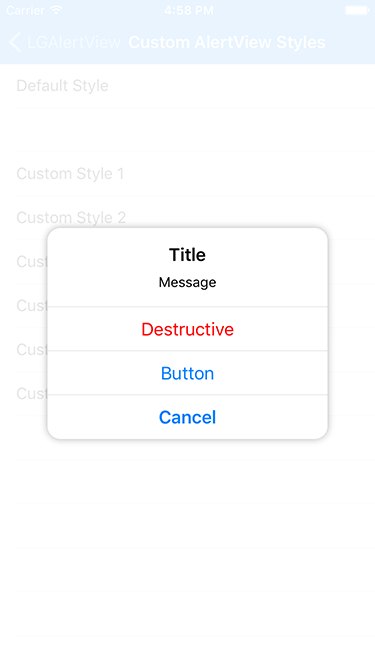 Carrier 4:58 PM
LGAlertView Custom AlertView Styles
Default Style
Custom Style 1
Custom Style 2
Cust
Cust
Cust
Cust
Title
Message
Destructive
Button
Cancel